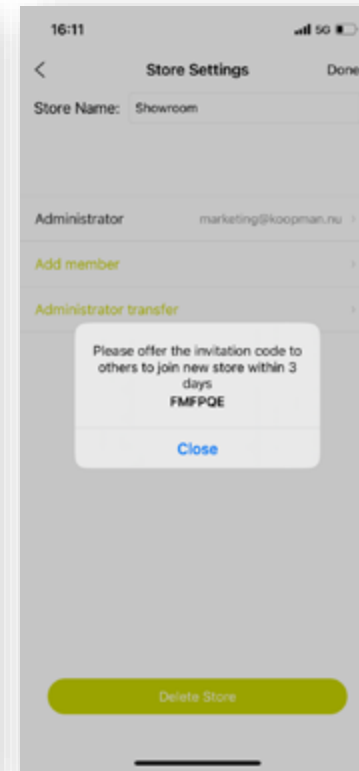 16:11
5G
Store Settings
Done
Store Name: Showroom
Administrator marketing@koopman.nu
Add member
Administrator transfer
Please offer the invitation code to
others to join new store within 3
days
FMFPQE
Close
Delete Store